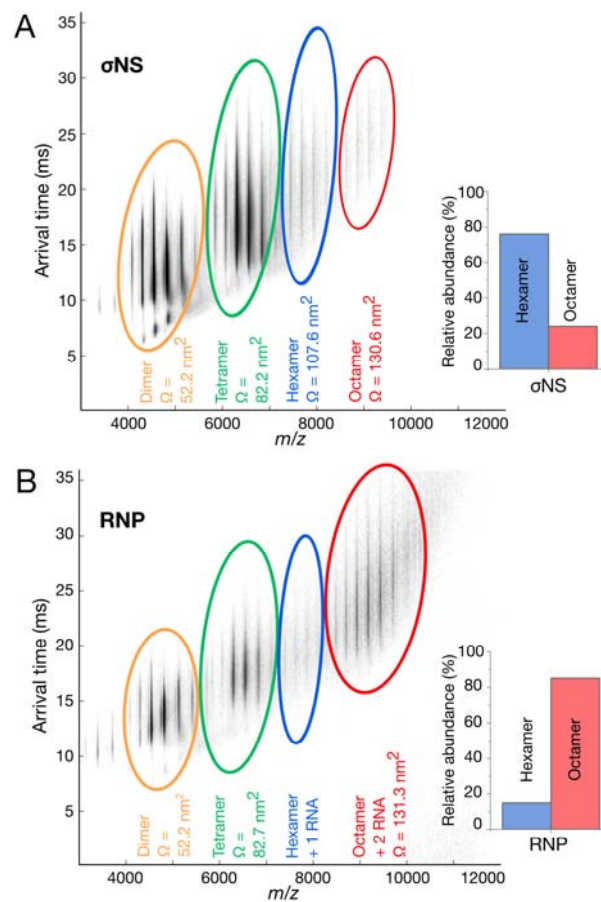 A
σNS
Arrival time (ms)
35
30
25
20
15
10
5
Dimer
Ω =
52.2 nm²
Tetramer
Ω =
82.2 nm²
Hexamer
Ω = 107.6 nm²
Octamer
Ω = 130.6 nm²
4000 6000 8000 10000 12000
m/z
Relative abundance (%)
100
80
60
40
20
0
Hexamer
Octamer
σNS
B
RNP
Arrival time (ms)
35
30
25
20
15
10
5
Dimer
Ω =
52.2 nm²
Tetramer
Ω =
82.7 nm²
Hexamer
+ 1 RNA
Octamer
+ 2 RNA
Ω = 131.3 nm²
4000 6000 8000 10000 12000
m/z
Relative abundance (%)
100
80
60
40
20
0
Hexamer
Octamer
RNP